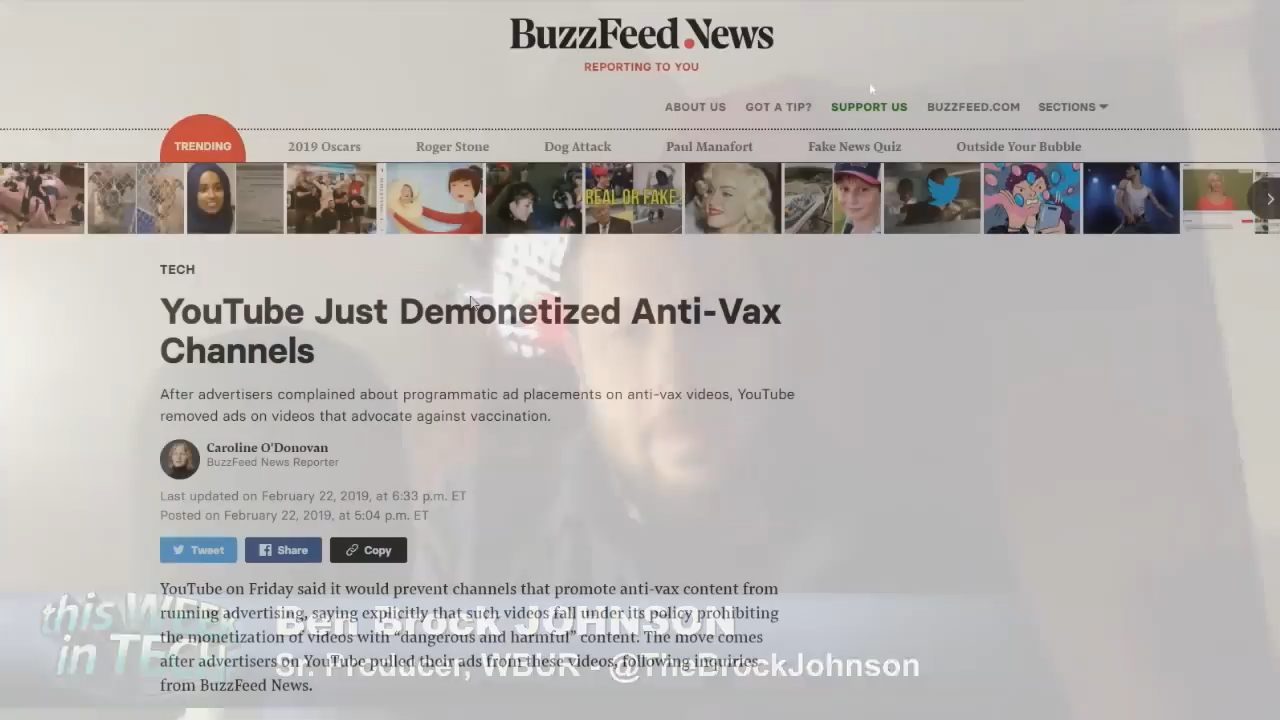 BuzzFeed News
REPORTING TO YOU
ABOUT US GOT A TIP? SUPPORT US BUZZFEED.COM SECTIONS
TRENDING 2019 Oscars Roger Stone Dog Attack Paul Manafort Fake News Quiz Outside Your Bubble
REAL OR FAKE
TECH
YouTube Just Demonetized Anti-Vax
Channels
After advertisers complained about programmatic ad placements on anti-vax videos, YouTube
removed ads on videos that advocate against vaccination.
Caroline O'Donovan
BuzzFeed News Reporter
Last updated on February 22, 2019, at 6:33 p.m. ET
Posted on February 22, 2019, at 5:04 p.m. ET
Tweet Share Copy
YouTube on Friday said it would prevent channels that promote anti-vax content from
running advertising, saying explicitly that such videos fall under its policy prohibiting
the monetization of videos with “dangerous and harmful” content. The move comes
after advertisers on YouTube pulled their ads from these videos, following inquiries
from BuzzFeed News.
this WEEK
in TECH
Ben Brock JOHNSON
Sr. Producer, WBUR - @TheBrockJohnson